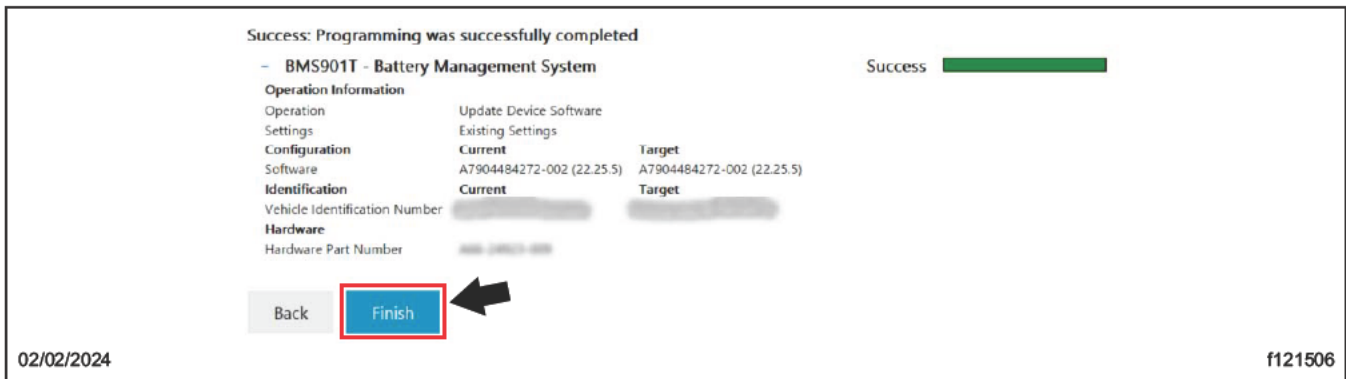 Success: Programming was successfully completed
− BMS901T - Battery Management System Success
Operation Information
Operation Update Device Software
Settings Existing Settings
Configuration Current Target
Software A7904484272-002 (22.25.5) A7904484272-002 (22.25.5)
Identification Current Target
Vehicle Identification Number
Hardware
Hardware Part Number
Back Finish
02/02/2024 f121506